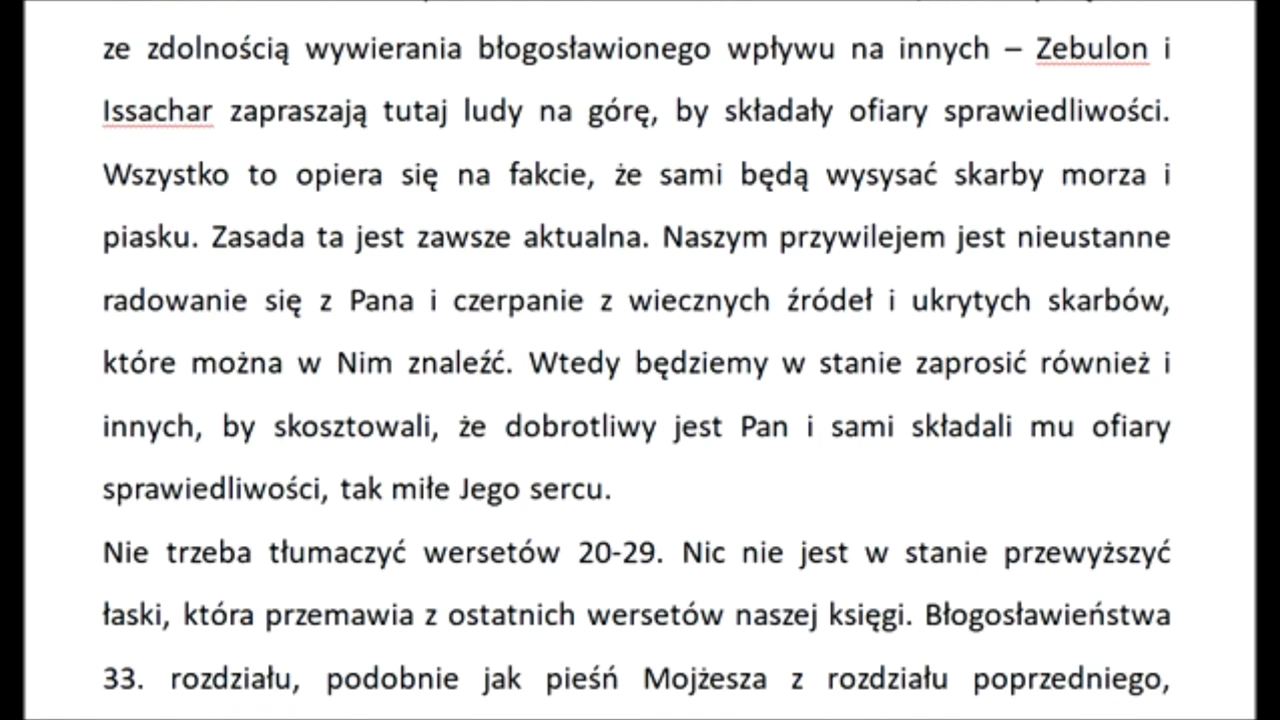 ze zdolnością wywierania błogosławionego wpływu na innych – Zebulon i
Issachar zapraszają tutaj ludy na górę, by składały ofiary sprawiedliwości.
Wszystko to opiera się na fakcie, że sami będą wysysać skarby morza i
piasku. Zasada ta jest zawsze aktualna. Naszym przywilejem jest nieustanne
radowanie się z Pana i czerpanie z wiecznych źródeł i ukrytych skarbów,
które można w Nim znaleźć. Wtedy będziemy w stanie zaprosić również i
innych, by skosztowali, że dobrotliwy jest Pan i sami składali mu ofiary
sprawiedliwości, tak miłe Jego sercu.
Nie trzeba tłumaczyć wersetów 20-29. Nic nie jest w stanie przewyższyć
łaski, która przemawia z ostatnich wersetów naszej księgi. Błogosławieństwa
33. rozdziału, podobnie jak pieśń Mojżesza z rozdziału poprzedniego,